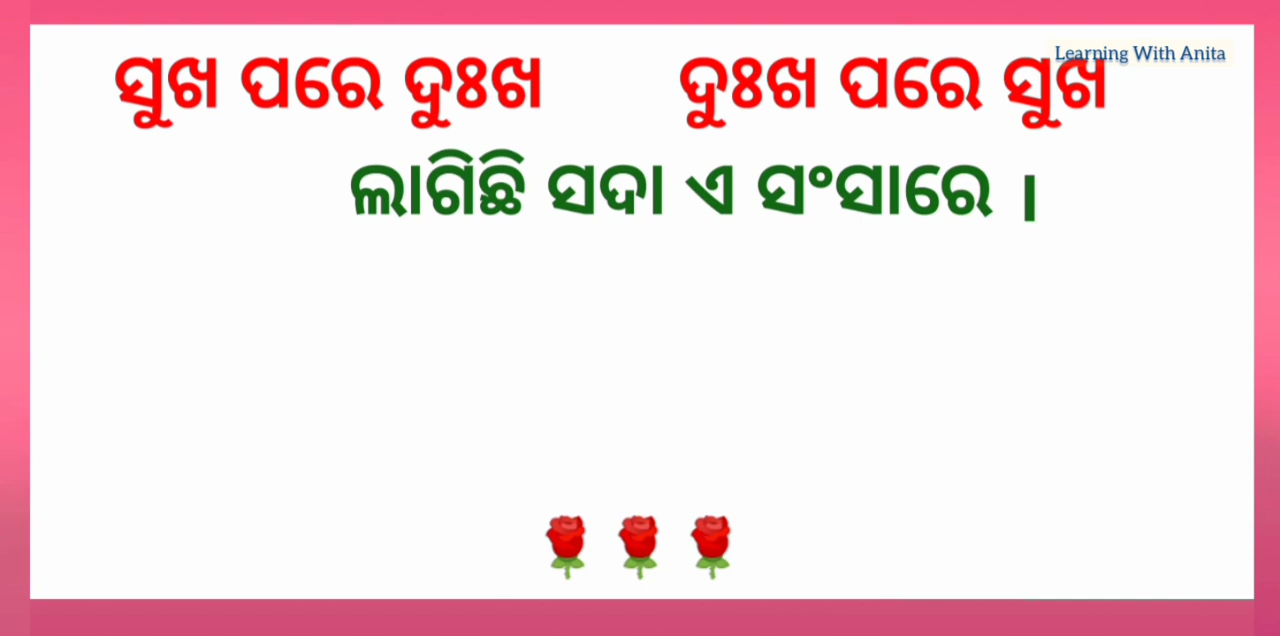 Learning With Anita
ସୁଖ ପରେ ଦୁଃଖ ଦୁଃଖ ପରେ ସୁଖ
ଲାଗିଛି ସଦା ଏ ସଂସାରେ ।